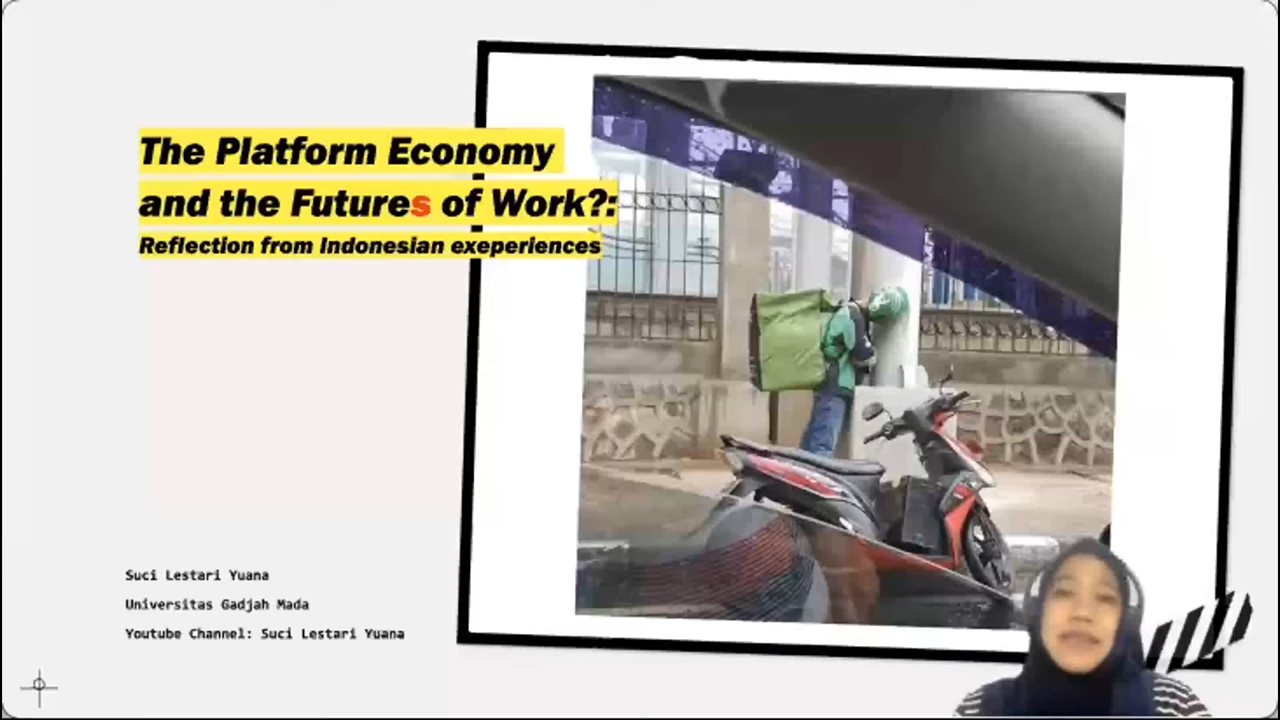 The Platform Economy
and the Futures of Work?:
Reflection from Indonesian exeperiences
Suci Lestari Yuana
Universitas Gadjah Mada
Youtube Channel: Suci Lestari Yuana